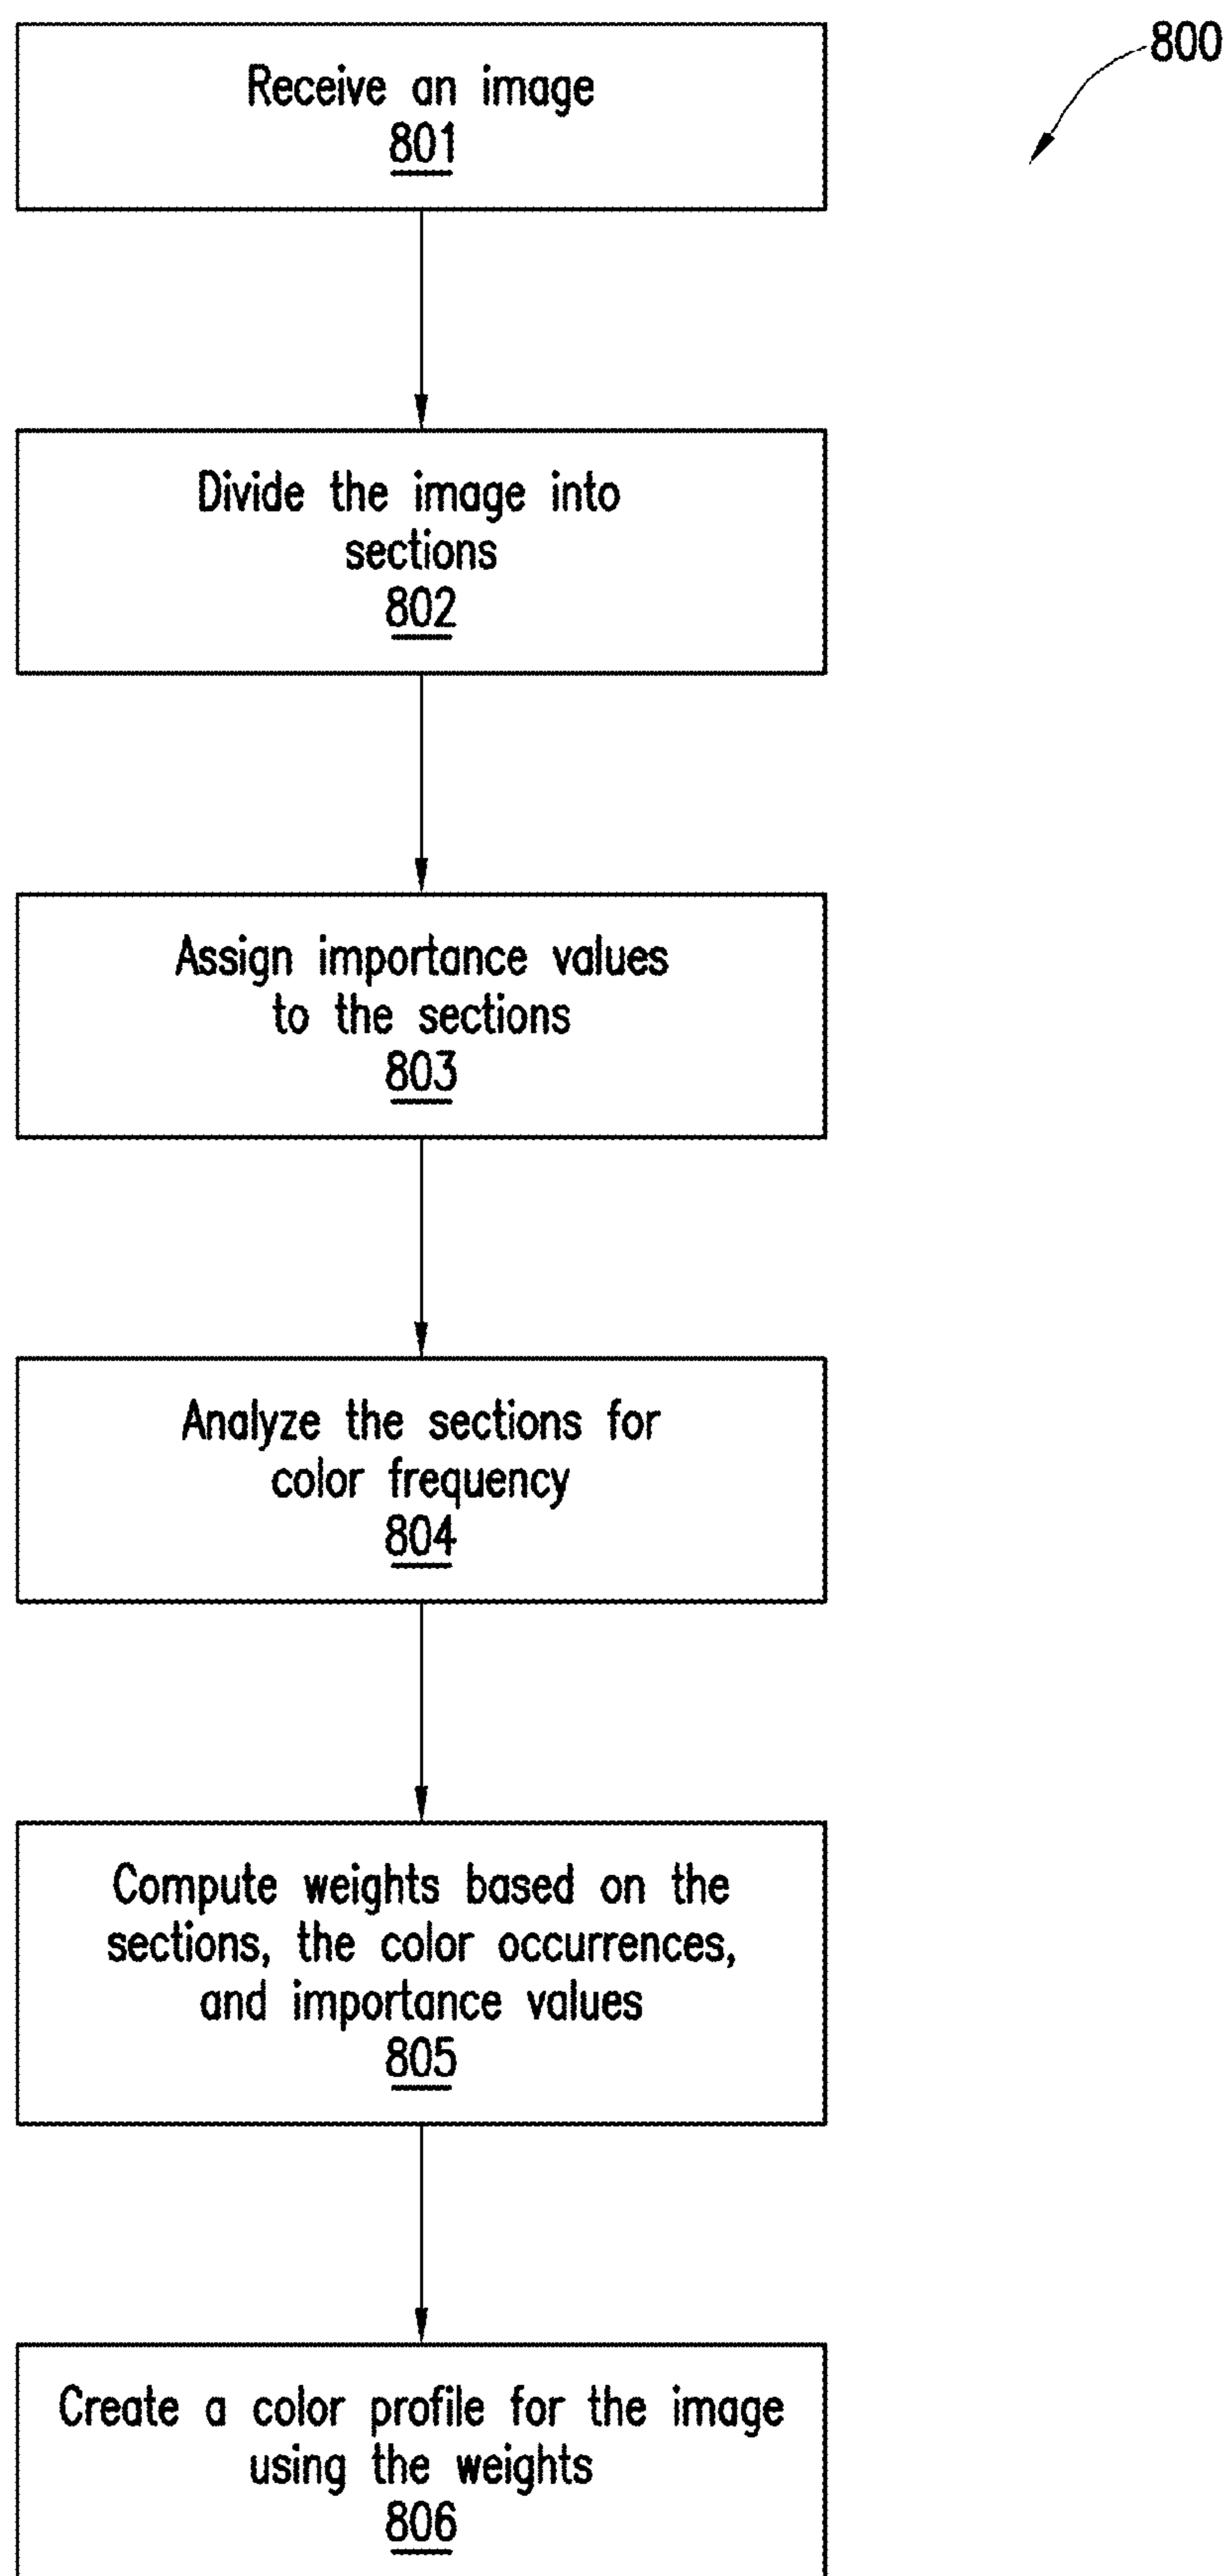 800
Receive an image
801
Divide the image into
sections
802
Assign importance values
to the sections
803
Analyze the sections for
color frequency
804
Compute weights based on the
sections, the color occurrences,
and importance values
805
Create a color profile for the image
using the weights
806